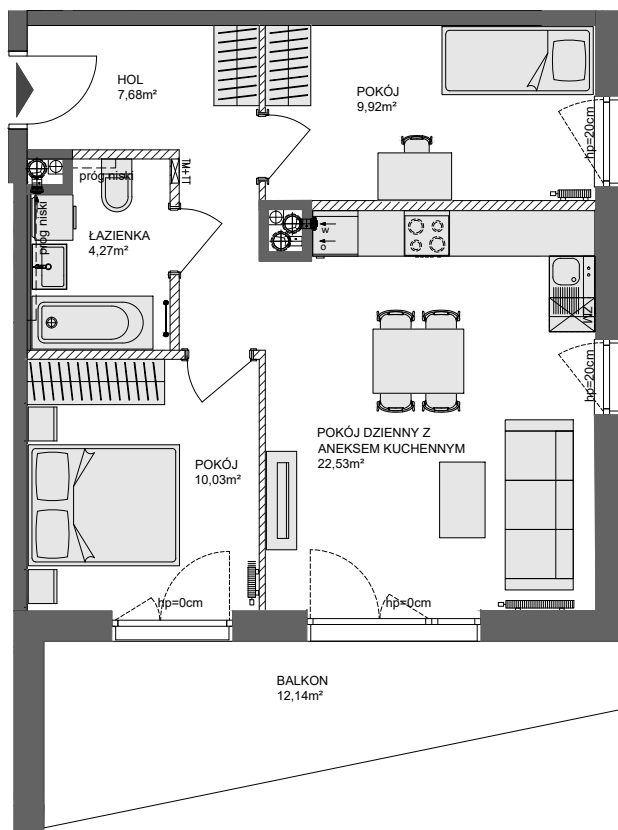 HOL
7,68m²
POKÓJ
9,92m²
hp=20cm
TM+TT
próg niski
próg niski
ŁAZIENKA
4,27m²
W
O
ZM
hp=20cm
POKÓJ DZIENNY Z
ANEKSEM KUCHENNYM
22,53m²
POKÓJ
10,03m²
hp=0cm
hp=0cm
BALKON
12,14m²